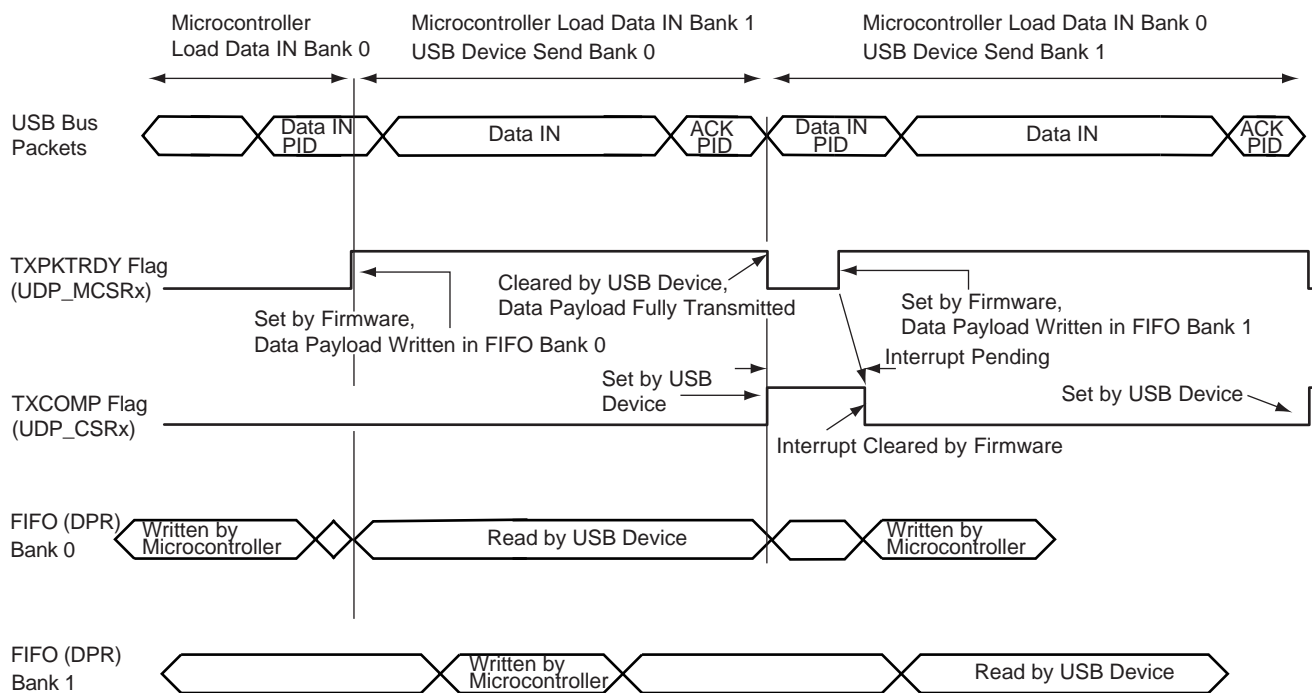 Microcontroller
Load Data IN Bank 0
Microcontroller Load Data IN Bank 1
USB Device Send Bank 0
Microcontroller Load Data IN Bank 0
USB Device Send Bank 1
USB Bus
Packets
Data IN
PID
Data IN
ACK
PID
Data IN
PID
Data IN
ACK
PID
TXPKTRDY Flag
(UDP_MCSRx)
Set by Firmware,
Data Payload Written in FIFO Bank 0
Cleared by USB Device,
Data Payload Fully Transmitted
Set by Firmware,
Data Payload Written in FIFO Bank 1
Interrupt Pending
TXCOMP Flag
(UDP_CSRx)
Set by USB
Device
Set by USB Device
Interrupt Cleared by Firmware
FIFO (DPR)
Bank 0
Written by
Microcontroller
Read by USB Device
Written by
Microcontroller
FIFO (DPR)
Bank 1
Written by
Microcontroller
Read by USB Device